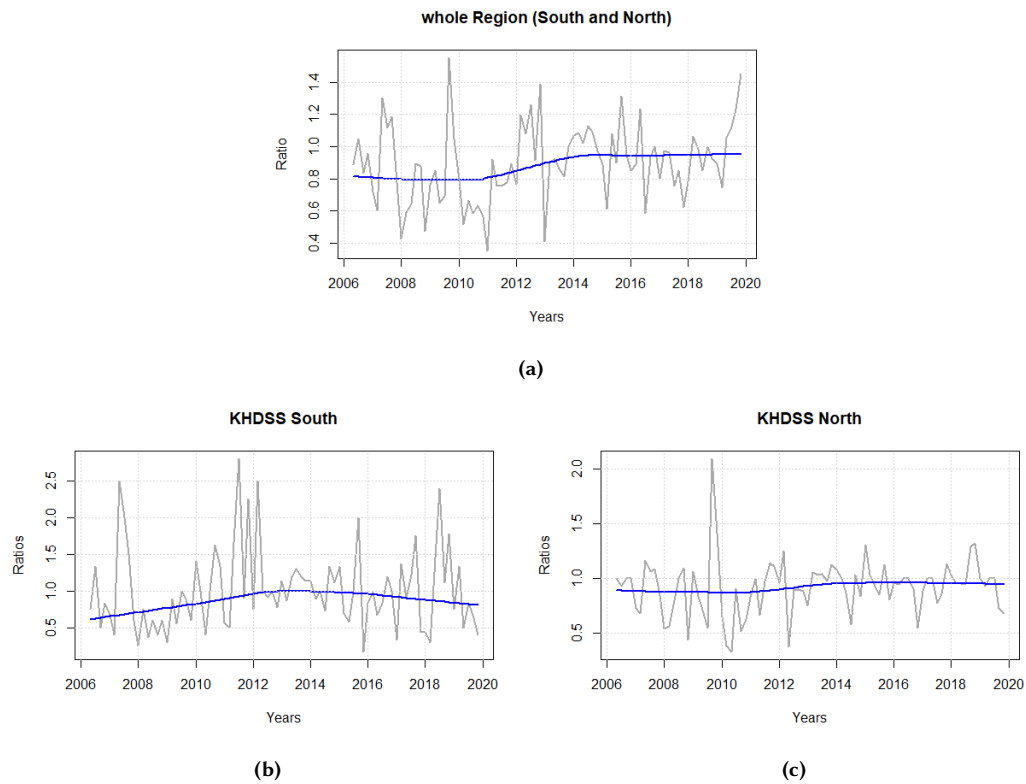 whole Region (South and North)
Ratio
0.4 0.6 0.8 1.0 1.2 1.4
2006 2008 2010 2012 2014 2016 2018 2020
Years
(a)
KHDSS South
Ratios
0.5 1.0 1.5 2.0 2.5
2006 2008 2010 2012 2014 2016 2018 2020
Years
(b)
KHDSS North
Ratios
0.5 1.0 1.5 2.0
2006 2008 2010 2012 2014 2016 2018 2020
Years
(c)